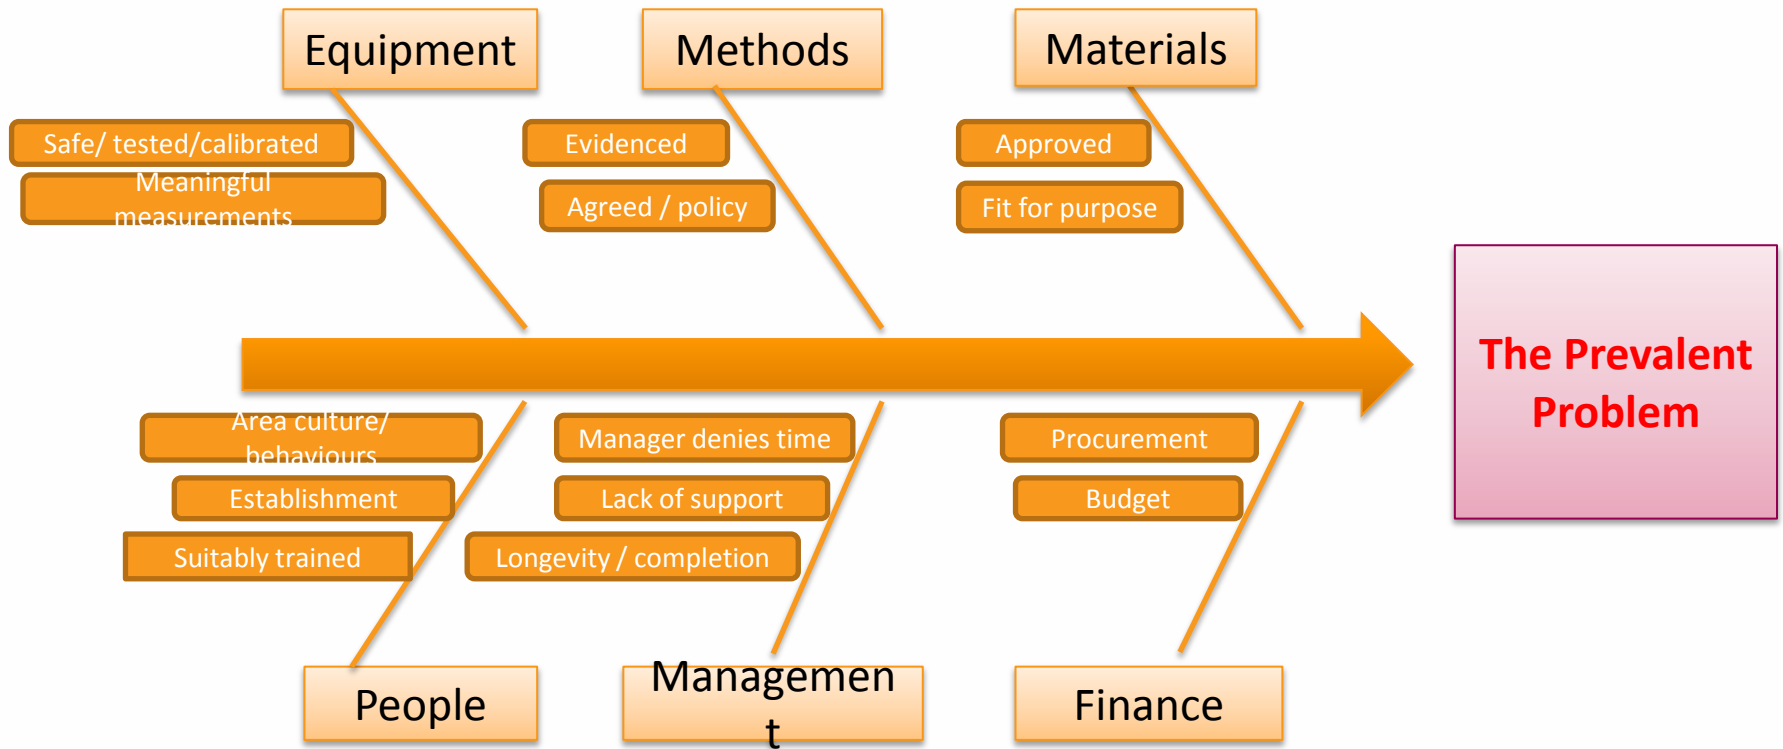 Equipment
Methods
Materials
Safe/ tested/calibrated
Meaningful
measurements
Evidenced
Agreed / policy
Approved
Fit for purpose
The Prevalent
Problem
Area culture/
behaviours
Establishment
Suitably trained
Manager denies time
Lack of support
Longevity / completion
Procurement
Budget
People
Managemen
t
Finance